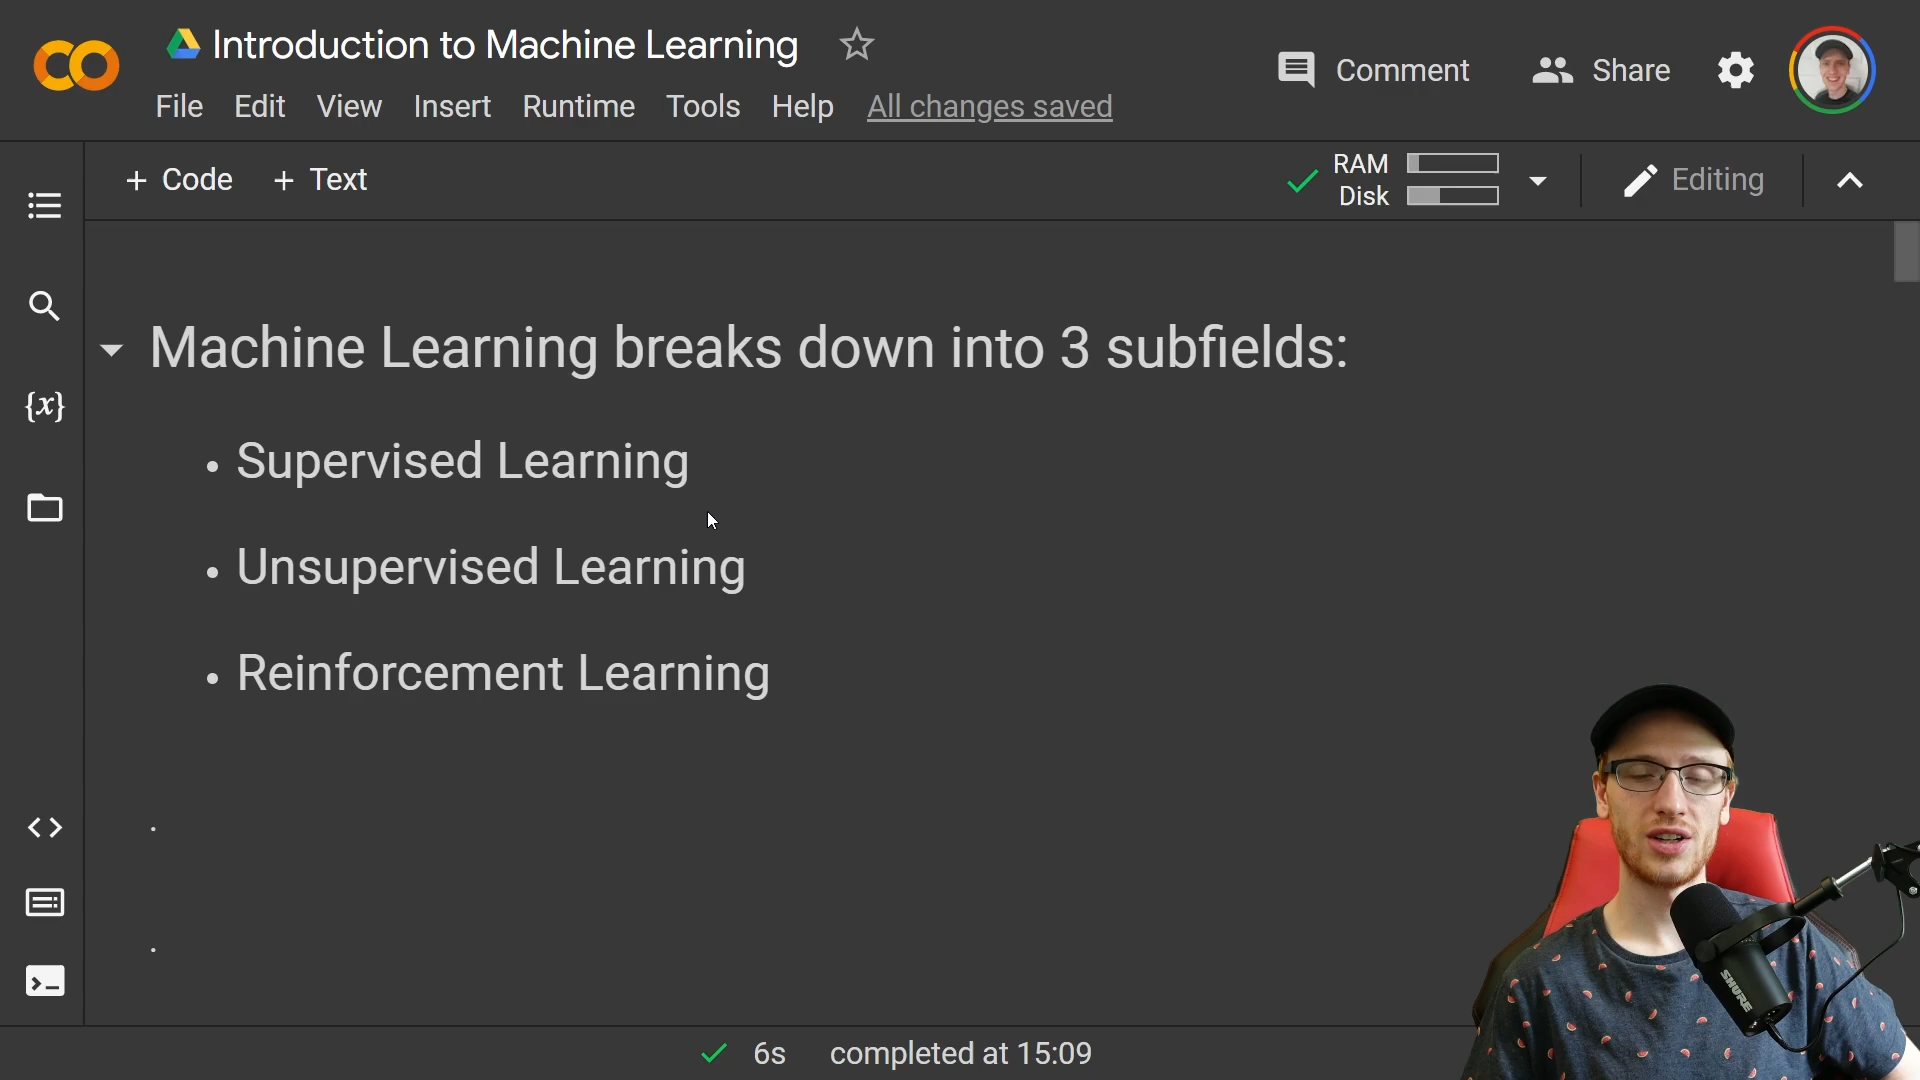 Introduction to Machine Learning
Comment
Share
File Edit View Insert Runtime Tools Help All changes saved
+ Code + Text
RAM
Disk
Editing
{x}
Machine Learning breaks down into 3 subfields:
• Supervised Learning
• Unsupervised Learning
• Reinforcement Learning
.
.
SHURE
6s completed at 15:09